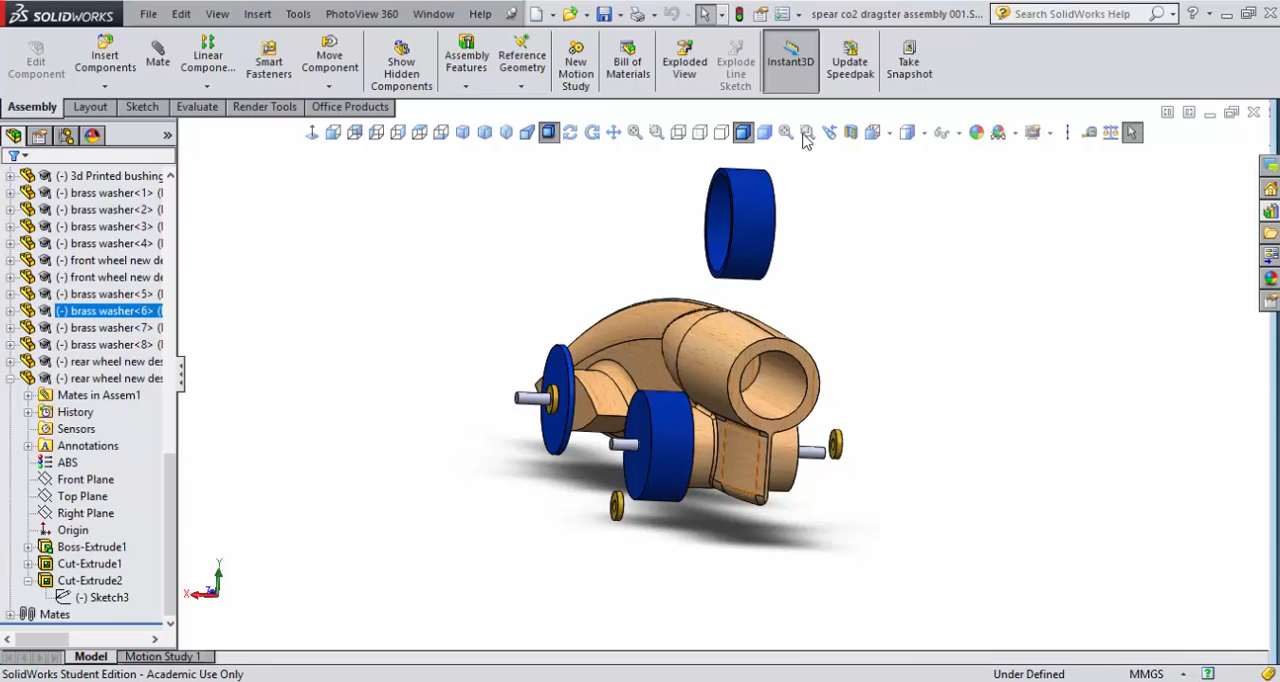 SOLIDWORKS File Edit View Insert Tools PhotoView 360 Window Help spear co2 dragster assembly 001.S... Search SolidWorks Help
Edit Component
Insert Components
Mate
Linear Compone...
Smart Fasteners
Move Component
Show Hidden Components
Assembly Features
Reference Geometry
New Motion Study
Bill of Materials
Exploded View
Explode Line Sketch
Instant3D
Update Speedpak
Take Snapshot
Assembly Layout Sketch Evaluate Render Tools Office Products
(-) 3d Printed bushing
(-) brass washer<1> (
(-) brass washer<2> (
(-) brass washer<3> (
(-) brass washer<4> (
(-) front wheel new de
(-) front wheel new de
(-) brass washer<5> (
(-) brass washer<6> (
(-) brass washer<7> (
(-) brass washer<8> (
(-) rear wheel new des
(-) rear wheel new des
Mates in Assem1
History
Sensors
Annotations
ABS
Front Plane
Top Plane
Right Plane
Origin
Boss-Extrude1
Cut-Extrude1
Cut-Extrude2
(-) Sketch3
Mates
Y
X
Model Motion Study 1
SolidWorks Student Edition - Academic Use Only Under Defined MMGS